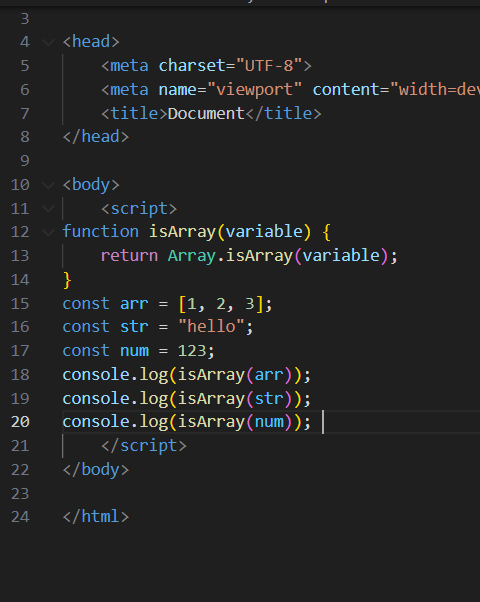 3
4 <head>
5 <meta charset="UTF-8">
6 <meta name="viewport" content="width=dev
7 <title>Document</title>
8 </head>
9
10 <body>
11 <script>
12 function isArray(variable) {
13 return Array.isArray(variable);
14 }
15 const arr = [1, 2, 3];
16 const str = "hello";
17 const num = 123;
18 console.log(isArray(arr));
19 console.log(isArray(str));
20 console.log(isArray(num));
21 </script>
22 </body>
23
24 </html>